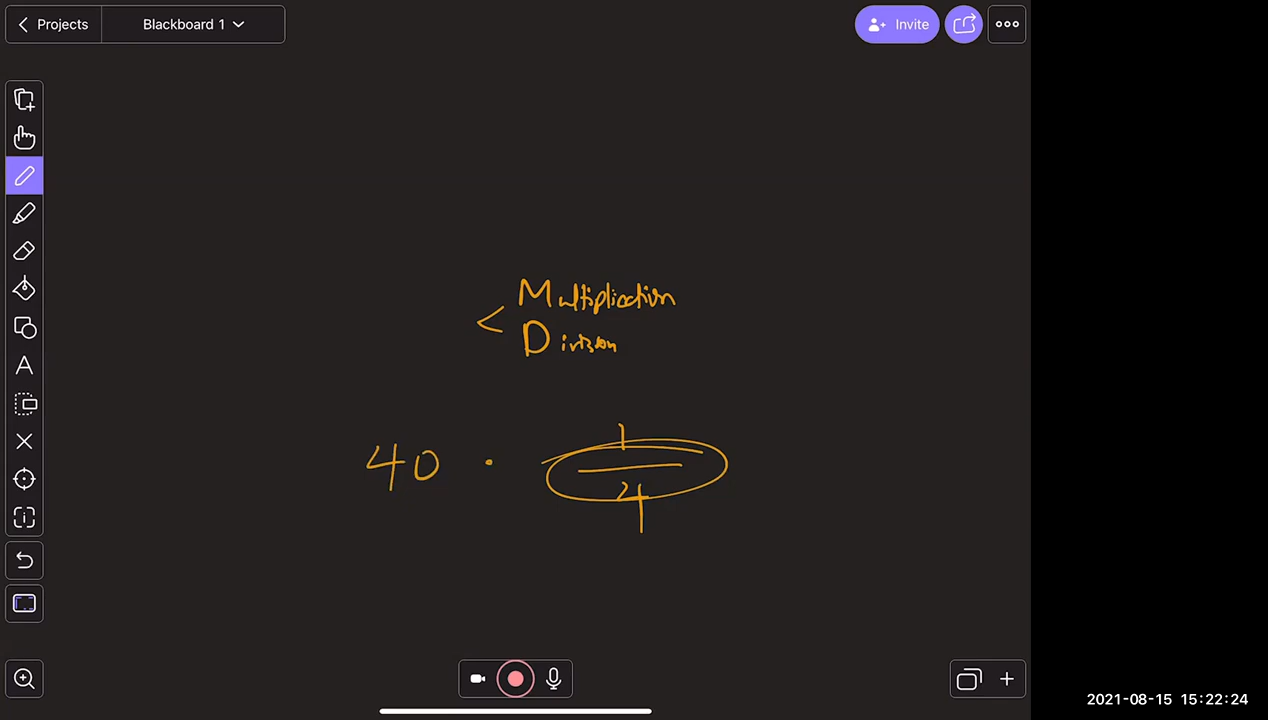 Projects
Blackboard 1
Invite
Multiplication
< Division
40 · 1/4
2021-08-15 15:22:24